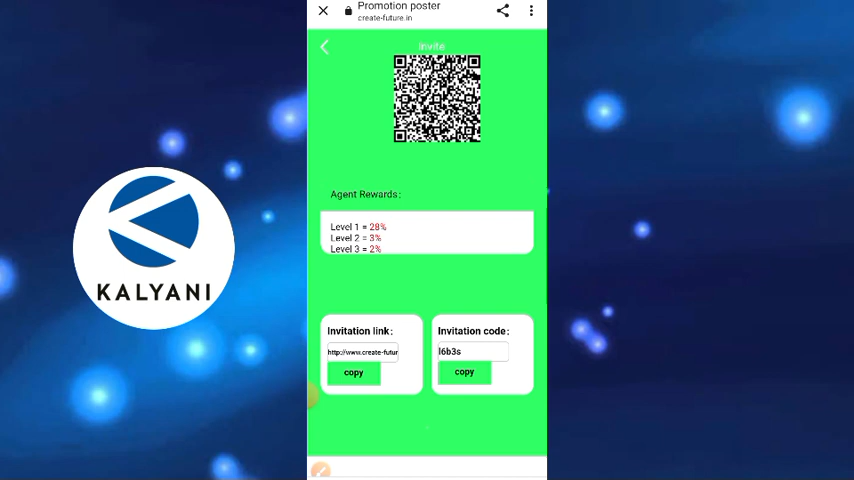 Promotion poster
create-future.in
Invite
Agent Rewards:
Level 1 = 28%
Level 2 = 3%
Level 3 = 2%
Invitation link:
Invitation code:
http://www.create-futur
l6b3s
copy
copy
KALYANI